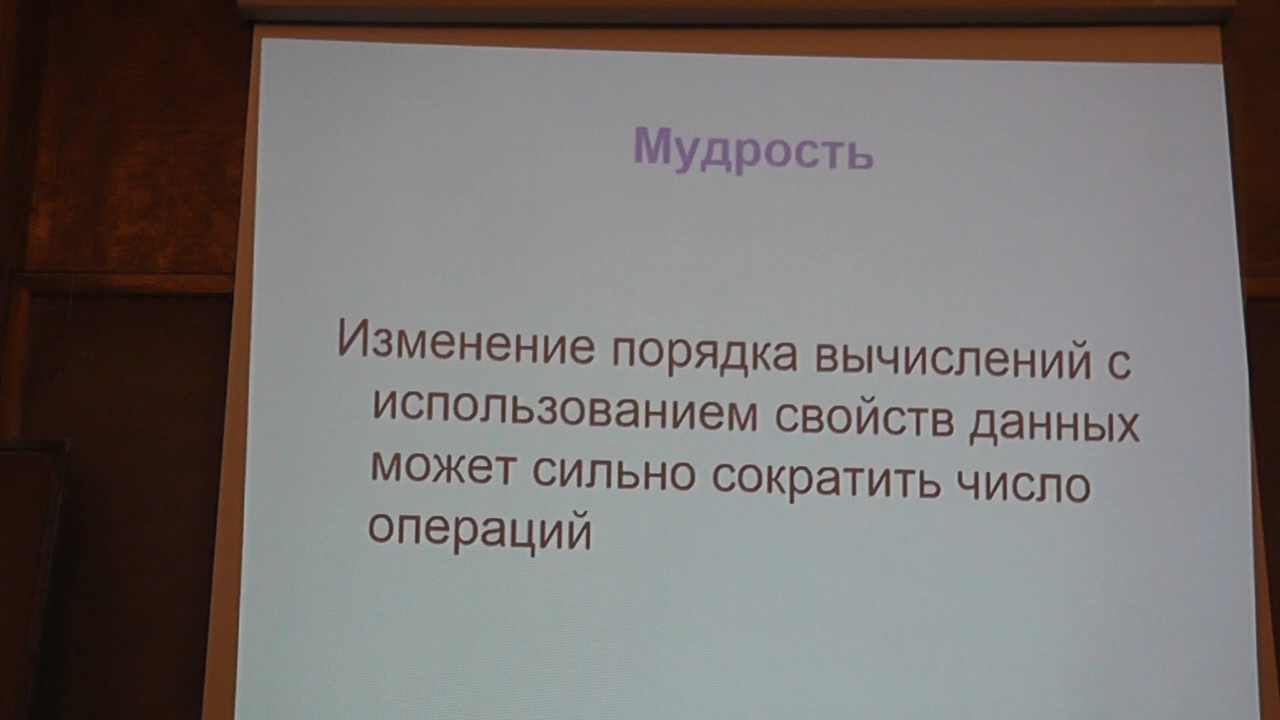 Мудрость
Изменение порядка вычислений с
использованием свойств данных
может сильно сократить число
операций